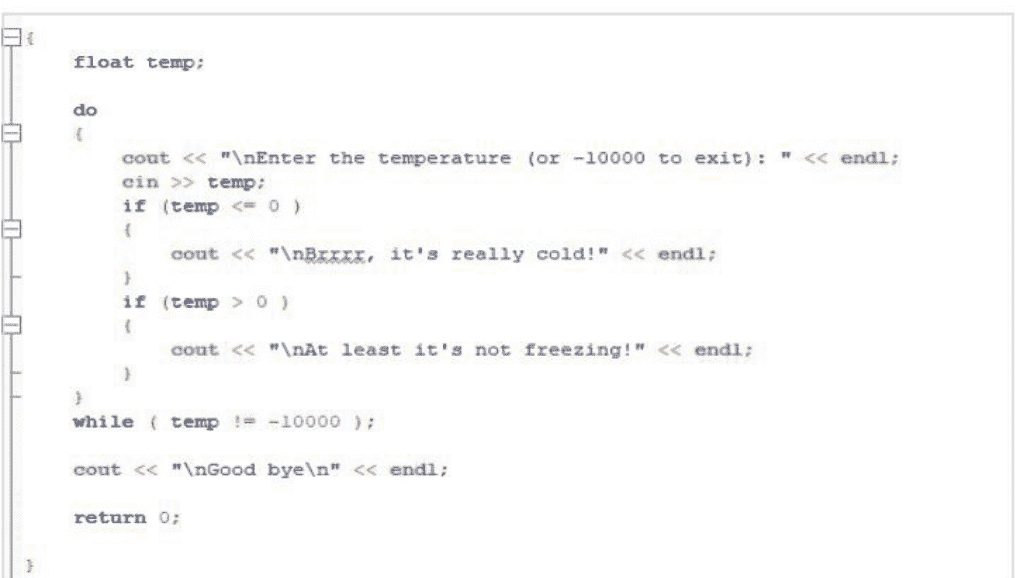 {
float temp;
do
{
cout << "\nEnter the temperature (or -10000 to exit): " << endl;
cin >> temp;
if (temp <= 0 )
{
cout << "\nBrrrr, it's really cold!" << endl;
}
if (temp > 0 )
{
cout << "\nAt least it's not freezing!" << endl;
}
}
while ( temp != -10000 );
cout << "\nGood bye\n" << endl;
return 0;
}